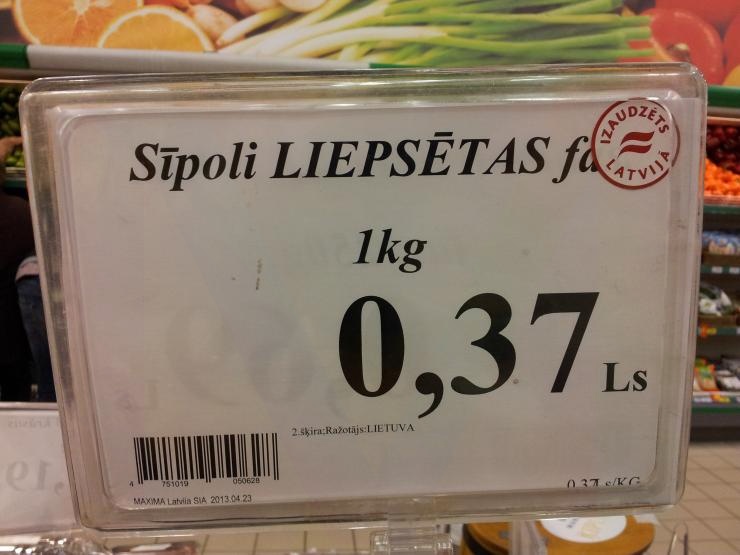 Sīpoli LIEPSĒTAS fa
IZAUDZĒTS LATVIJĀ
1kg
0,37 Ls
2.šķira;Ražotājs:LIETUVA
4 751019 050628
MAXIMA Latvija SIA 2013.04.23